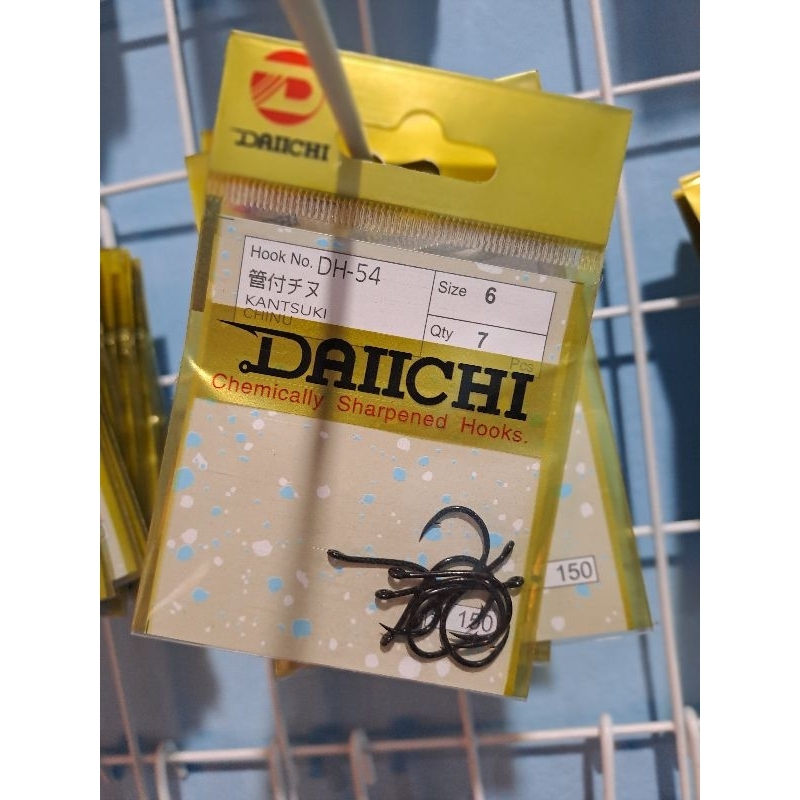 DAIICHI
Hook No. DH-54
管付チヌ
KANTSUKI
CHINU
Size 6
Qty 7
Pcs
DAIICHI
Chemically Sharpened Hooks.
150
150